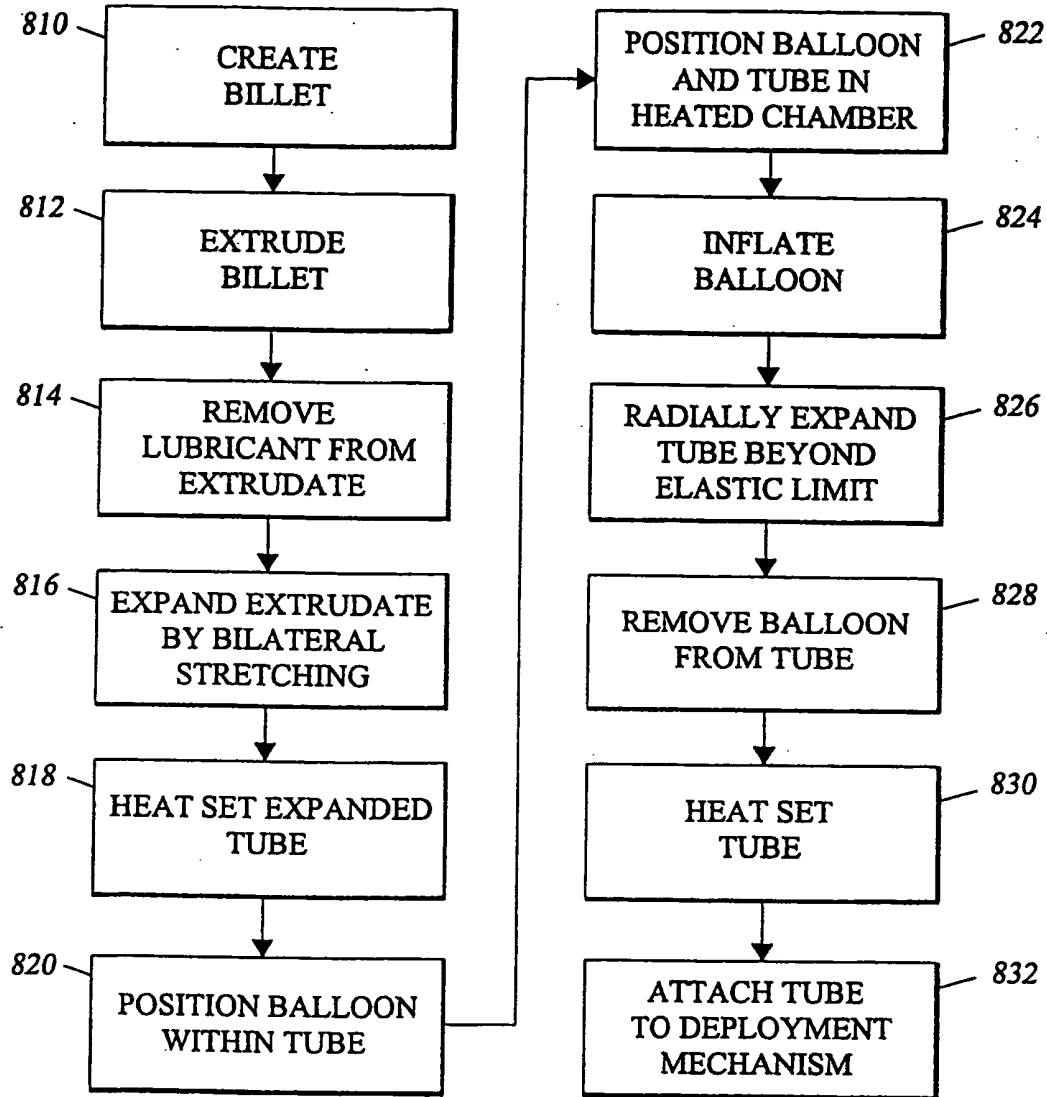 810
CREATE
BILLET
812
EXTRUDE
BILLET
814
REMOVE
LUBRICANT FROM
EXTRUDATE
816
EXPAND EXTRUDATE
BY BILATERAL
STRETCHING
818
HEAT SET EXPANDED
TUBE
820
POSITION BALLOON
WITHIN TUBE
822
POSITION BALLOON
AND TUBE IN
HEATED CHAMBER
824
INFLATE
BALLOON
826
RADIALLY EXPAND
TUBE BEYOND
ELASTIC LIMIT
828
REMOVE BALLOON
FROM TUBE
830
HEAT SET
TUBE
832
ATTACH TUBE
TO DEPLOYMENT
MECHANISM